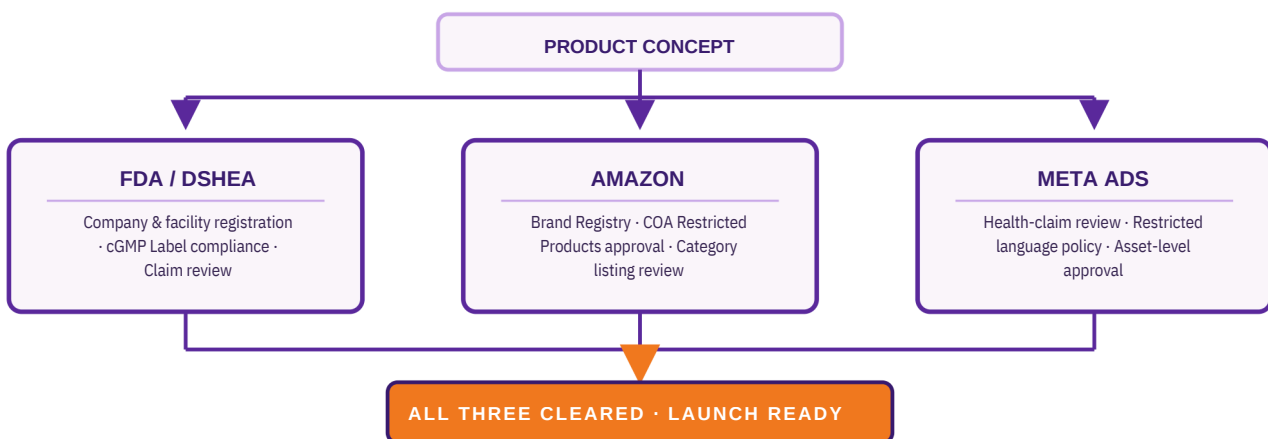 PRODUCT CONCEPT
FDA / DSHEA
Company & facility registration
· cGMP Label compliance ·
Claim review
AMAZON
Brand Registry · COA Restricted
Products approval · Category
listing review
META ADS
Health-claim review · Restricted
language policy · Asset-level
approval
ALL THREE CLEARED · LAUNCH READY